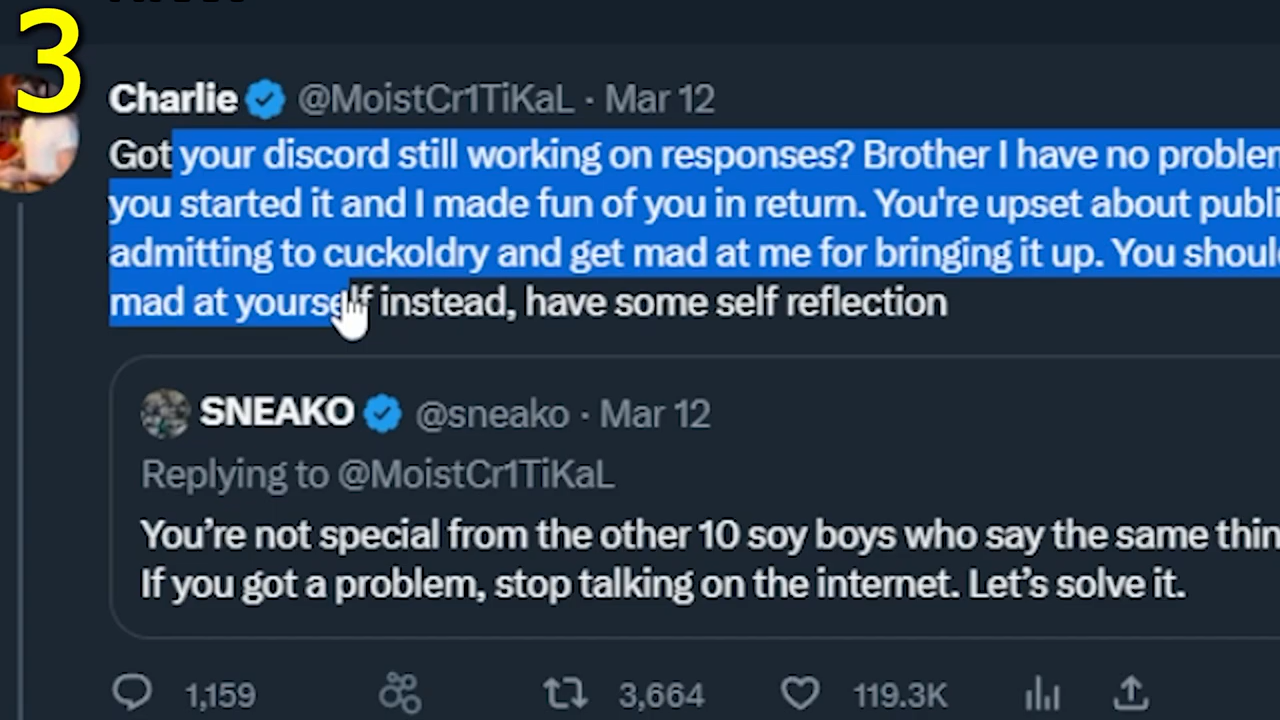 3
Charlie @MoistCr1TiKaL · Mar 12
Got your discord still working on responses? Brother I have no
you started it and I made fun of you in return. You're upset about
admitting to cuckoldry and get mad at me for bringing it up. You
mad at yourself instead, have some self reflection
SNEAKO @sneako · Mar 12
Replying to @MoistCr1TiKaL
You’re not special from the other 10 soy boys who say the same
If you got a problem, stop talking on the internet. Let’s solve it.
1,159 3,664 119.3K